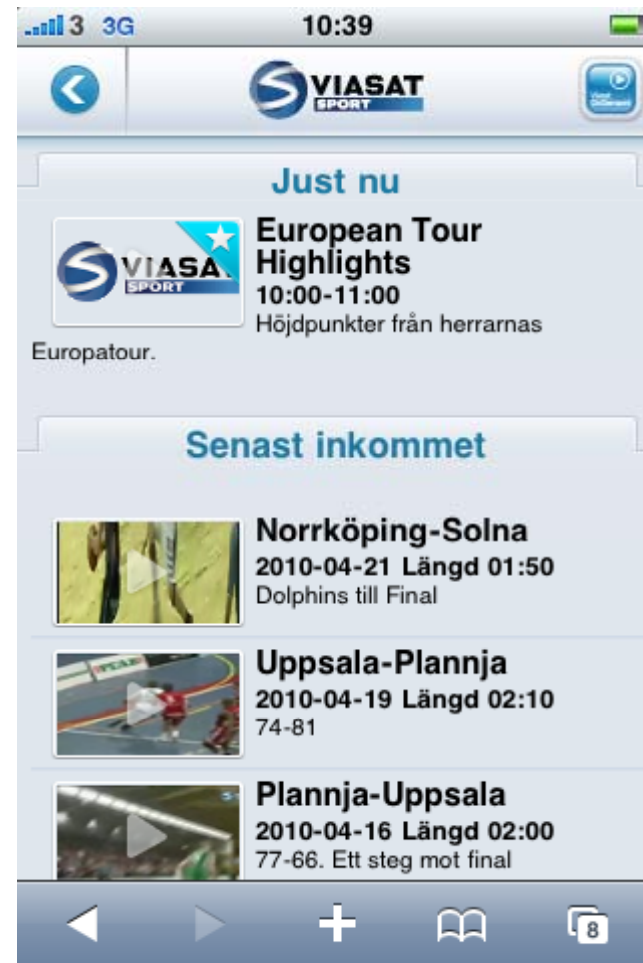 3 3G 10:39
VIASAT
SPORT
Viasat
OnDemand
Just nu
VIASA
SPORT
European Tour
Highlights
10:00-11:00
Höjdpunkter från herrarnas
Europatour.
Senast inkommet
Norrköping-Solna
2010-04-21 Längd 01:50
Dolphins till Final
Uppsala-Plannja
2010-04-19 Längd 02:10
74-81
Plannja-Uppsala
2010-04-16 Längd 02:00
77-66. Ett steg mot final
8